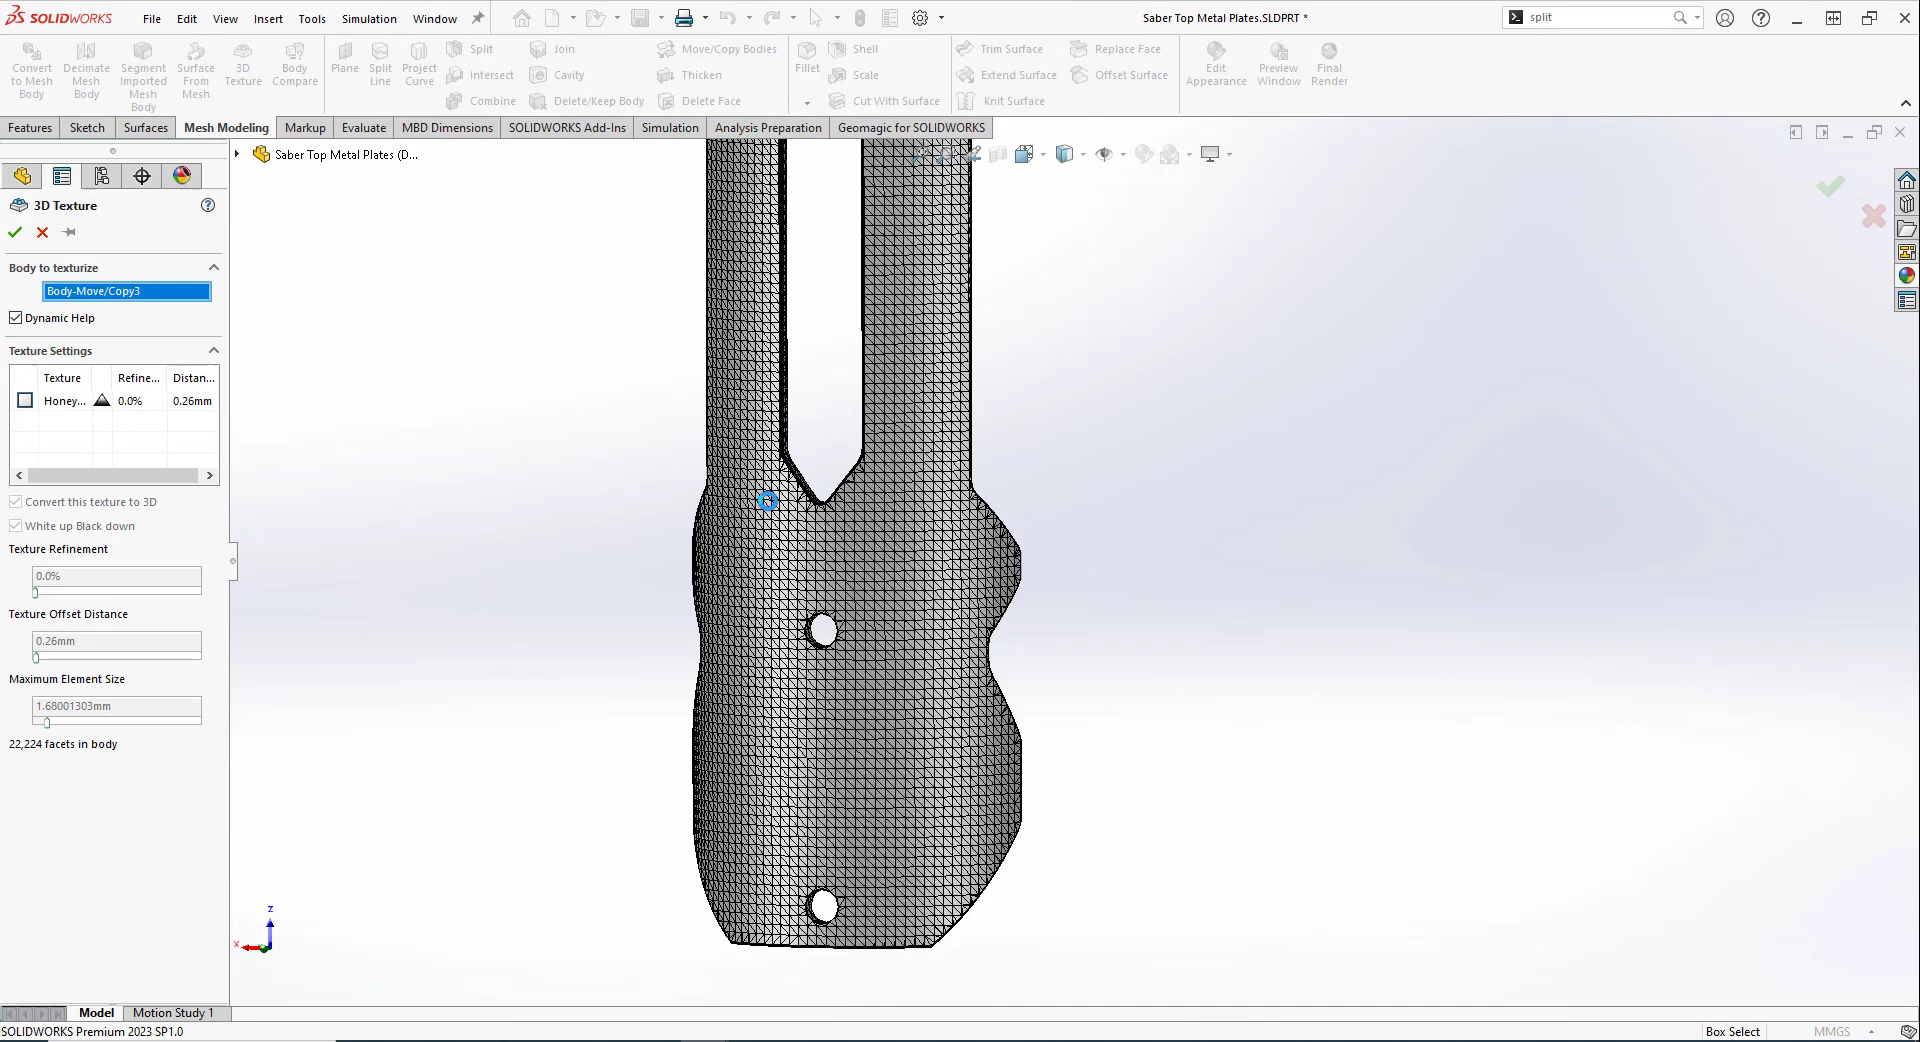 SOLIDWORKS File Edit View Insert Tools Simulation Window
Saber Top Metal Plates.SLDPRT *
split
Convert to Mesh Body
Decimate Mesh Body
Segment Imported Mesh Body
Surface From Mesh
3D Texture
Body Compare
Plane
Split Line
Project Curve
Split
Intersect
Combine
Join
Cavity
Delete/Keep Body
Move/Copy Bodies
Thicken
Delete Face
Fillet
Shell
Scale
Cut With Surface
Trim Surface
Extend Surface
Knit Surface
Replace Face
Offset Surface
Edit Appearance
Preview Window
Final Render
Features Sketch Surfaces Mesh Modeling Markup Evaluate MBD Dimensions SOLIDWORKS Add-Ins Simulation Analysis Preparation Geomagic for SOLIDWORKS
Saber Top Metal Plates (D...
3D Texture
Body to texturize
Body-Move/Copy3
Dynamic Help
Texture Settings
Texture Refine... Distan...
Honey... 0.0% 0.26mm
Convert this texture to 3D
White up Black down
Texture Refinement
0.0%
Texture Offset Distance
0.26mm
Maximum Element Size
1.68001303mm
22,224 facets in body
z
x
Model Motion Study 1
SOLIDWORKS Premium 2023 SP1.0
Box Select MMGS